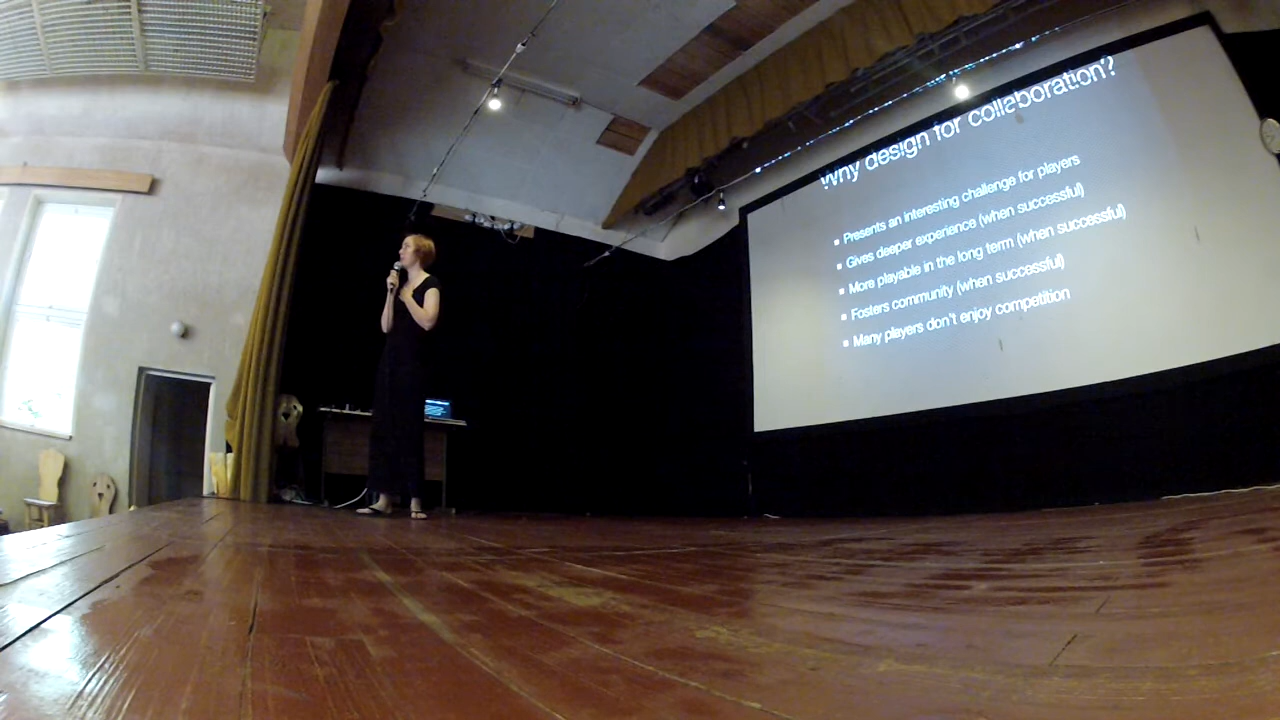 Why design for collaboration?
Presents an interesting challenge for players
Gives deeper experience (when successful)
More playable in the long term (when successful)
Fosters community (when successful)
Many players don't enjoy competition